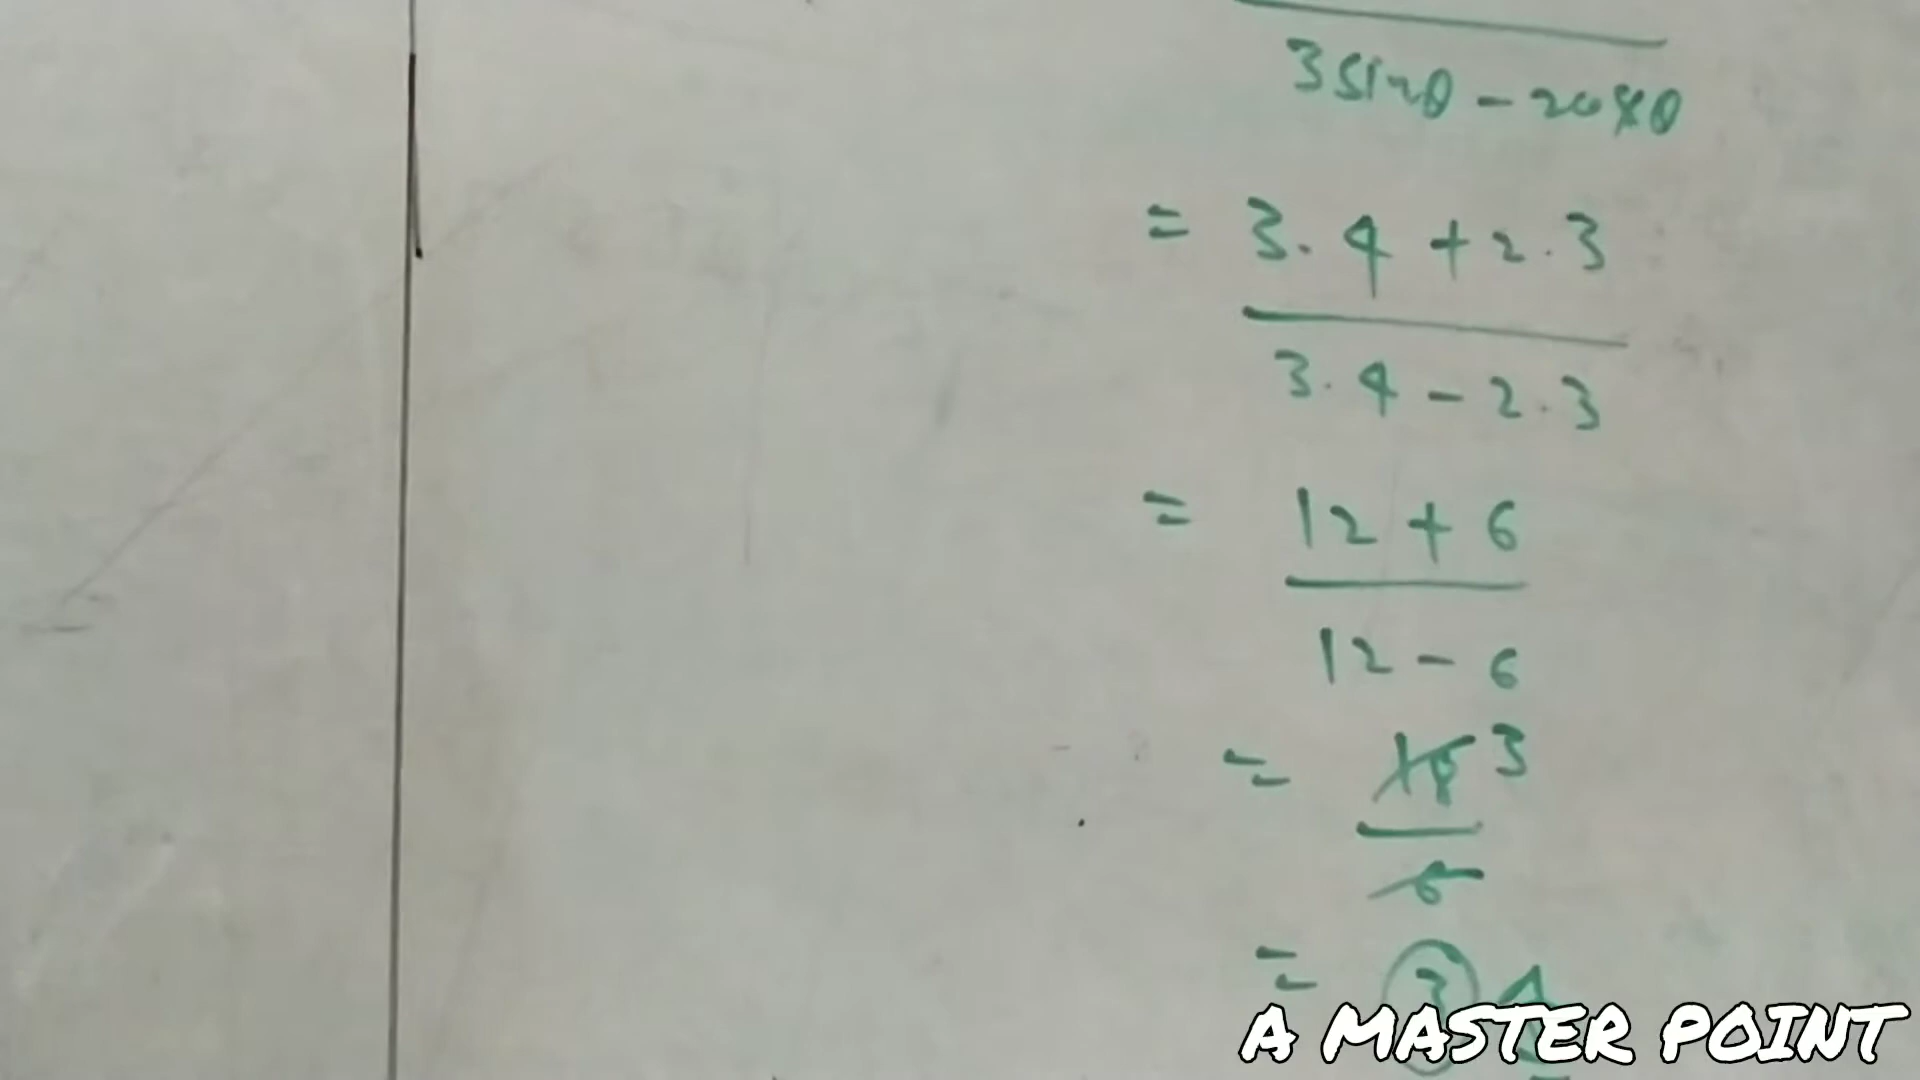 3sinθ - 2cosθ
= 3.4 + 2.3
3.4 - 2.3
= 12 + 6
12 - 6
= 18 3
6
= 3
A MASTER POINT